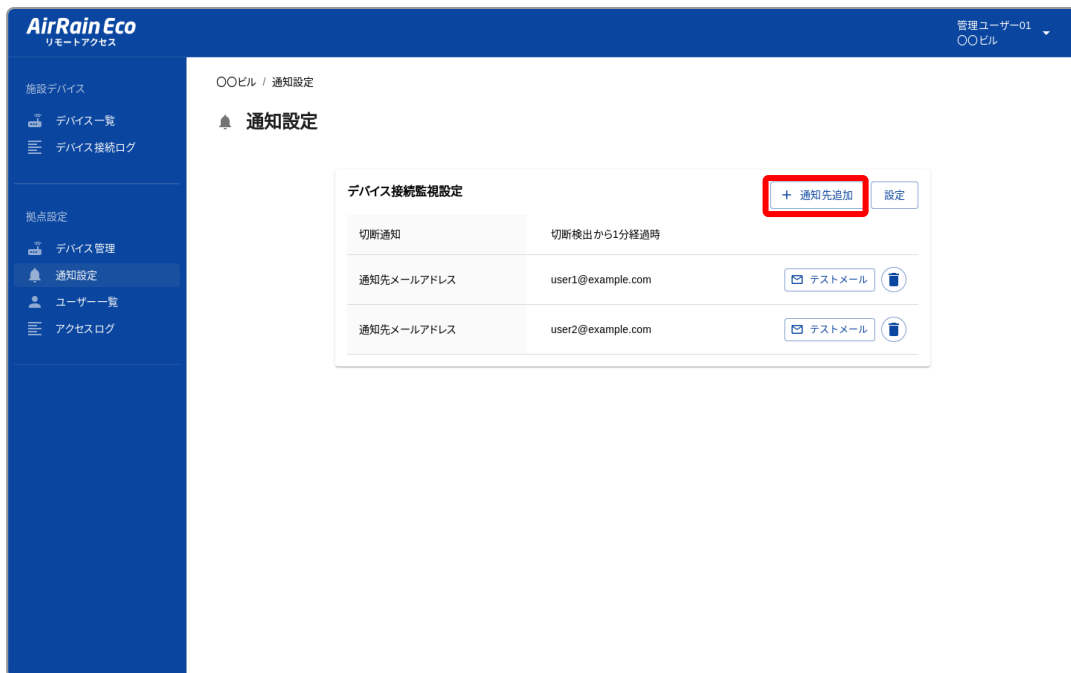 AirRain Eco
リモートアクセス
管理ユーザー01
〇〇ビル
施設デバイス
デバイス一覧
デバイス接続ログ
拠点設定
デバイス管理
通知設定
ユーザー一覧
アクセスログ
〇〇ビル / 通知設定
通知設定
デバイス接続監視設定
+ 通知先追加 設定
切断通知 切断検出から1分経過時
通知先メールアドレス user1@example.com テストメール
通知先メールアドレス user2@example.com テストメール